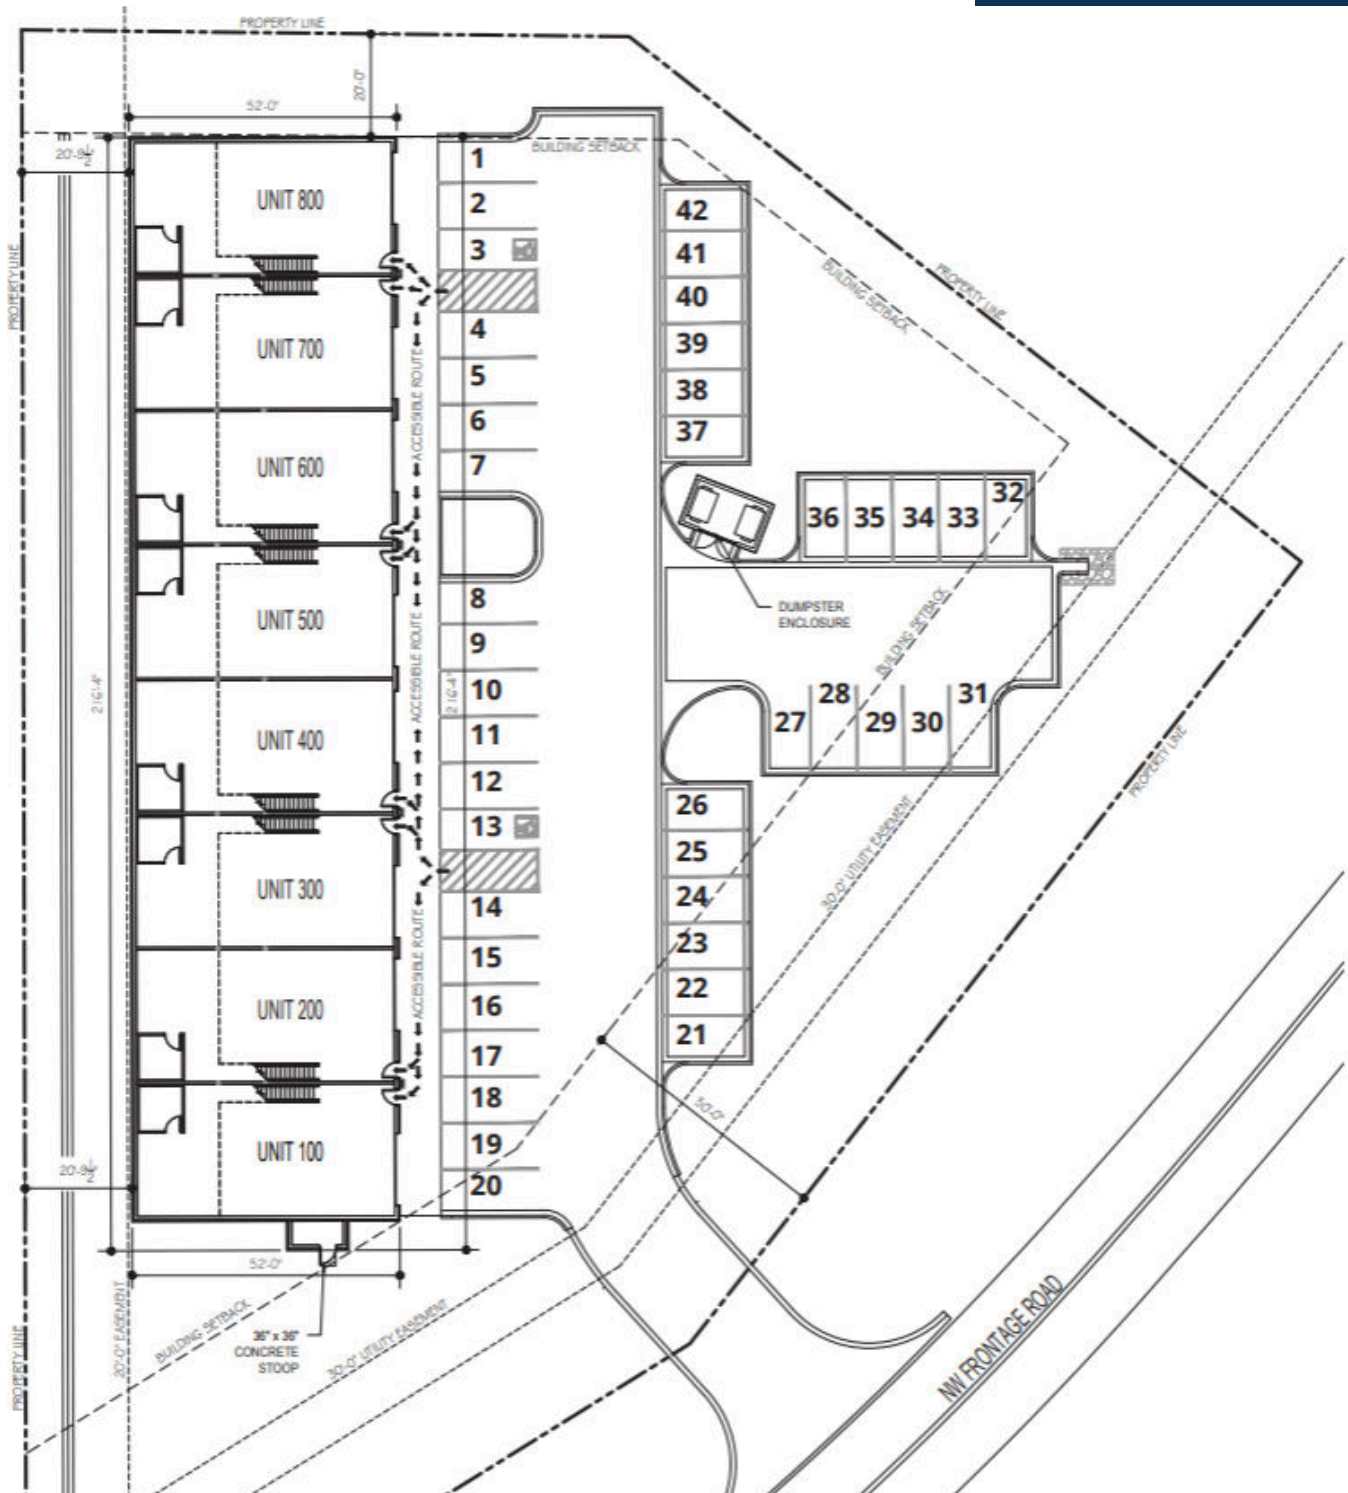 PROPERTY LINE
20'-0"
52'-0"
20'-9½"
BUILDING SETBACK
UNIT 800
1
2
3
42
41
40
39
38
37
PROPERTY LINE
BUILDING SETBACK
PROPERTY LINE
UNIT 700
4
5
6
7
ACCESSIBLE ROUTE
UNIT 600
36
35
34
33
32
UNIT 500
8
9
10
11
12
13
DUMPSTER
ENCLOSURE
BUILDING SETBACK
ACCESSIBLE ROUTE
216'-4"
216'-4"
28
31
27
29
30
UNIT 400
26
25
24
23
22
21
PROPERTY LINE
30'-0" UTILITY EASEMENT
UNIT 300
14
15
16
17
18
19
20
ACCESSIBLE ROUTE
UNIT 200
50'-0"
UNIT 100
20'-9½"
52'-0"
20'-0" EASEMENT
BUILDING SETBACK
36" x 36"
CONCRETE
STOOP
30'-0" UTILITY EASEMENT
PROPERTY LINE
NW FRONTAGE ROAD